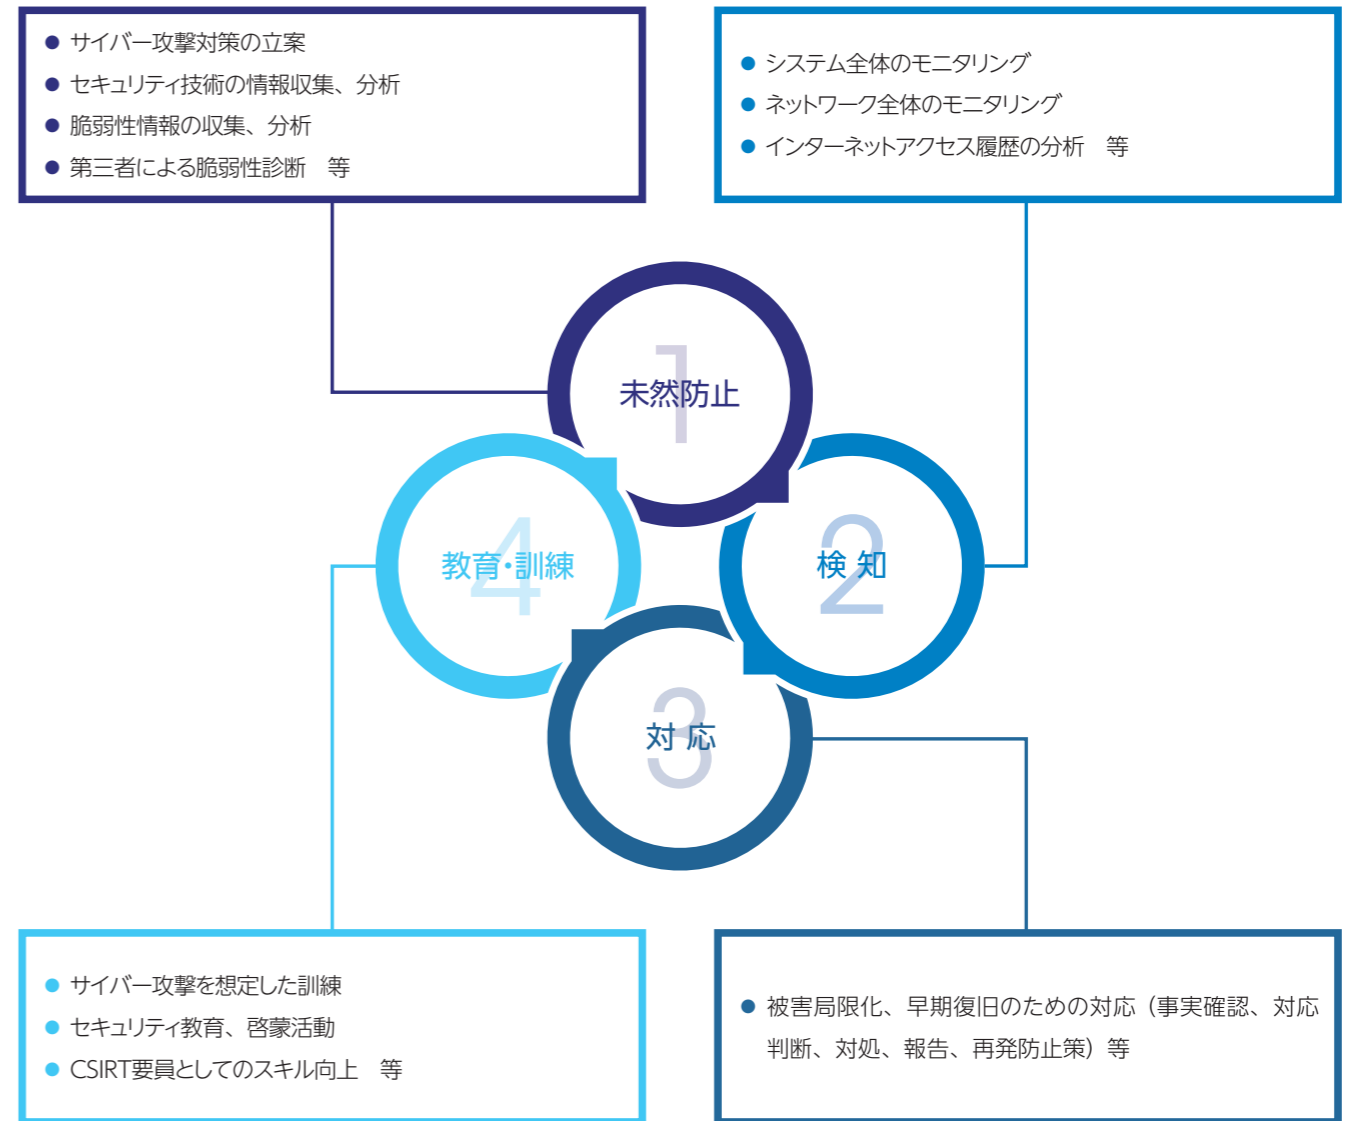 サイバー攻撃対策の立案
セキュリティ技術の情報収集、分析
脆弱性情報の収集、分析
第三者による脆弱性診断　等
システム全体のモニタリング
ネットワーク全体のモニタリング
インターネットアクセス履歴の分析　等
1
未然防止
2
検 知
3
対 応
4
教育・訓練
サイバー攻撃を想定した訓練
セキュリティ教育、啓蒙活動
CSIRT要員としてのスキル向上　等
被害局限化、早期復旧のための対応（事実確認、対応
判断、対処、報告、再発防止策）等